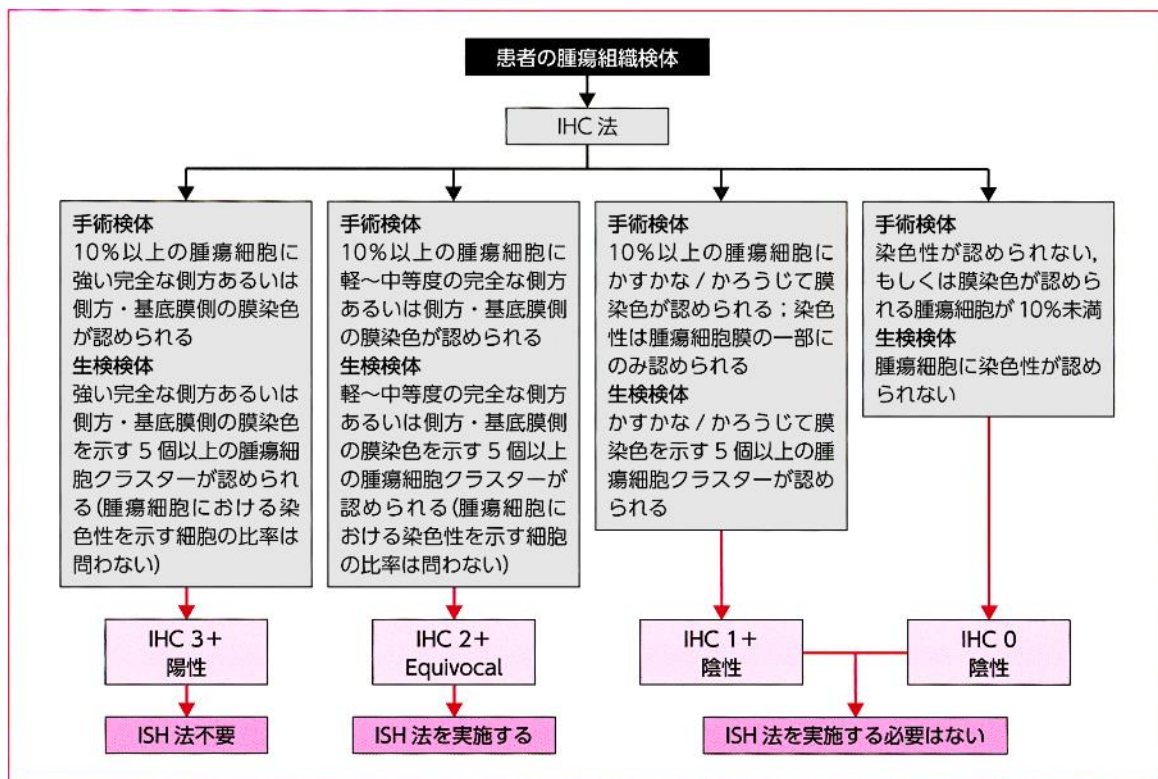 患者の腫瘍組織検体
IHC 法
手術検体
10%以上の腫瘍細胞に
強い完全な側方あるいは
側方・基底膜側の膜染色
が認められる
生検検体
強い完全な側方あるいは
側方・基底膜側の膜染色
を示す 5 個以上の腫瘍細
胞クラスターが認められ
る(腫瘍細胞における染
色性を示す細胞の比率は
問わない)
手術検体
10%以上の腫瘍細胞に
軽～中等度の完全な側方
あるいは側方・基底膜側
の膜染色が認められる
生検検体
軽～中等度の完全な側方
あるいは側方・基底膜側
の膜染色を示す 5 個以上
の腫瘍細胞クラスターが
認められる(腫瘍細胞に
おける染色性を示す細胞
の比率は問わない)
手術検体
10%以上の腫瘍細胞に
かすかな / かろうじて膜
染色が認められる；染色
性は腫瘍細胞膜の一部に
のみ認められる
生検検体
かすかな / かろうじて膜
染色を示す 5 個以上の腫
瘍細胞クラスターが認め
られる
手術検体
染色性が認められない,
もしくは膜染色が認めら
れる腫瘍細胞が 10%未満
生検検体
腫瘍細胞に染色性が認め
られない
IHC 3+
陽性
IHC 2+
Equivocal
IHC 1+
陰性
IHC 0
陰性
ISH 法不要
ISH 法を実施する
ISH 法を実施する必要はない